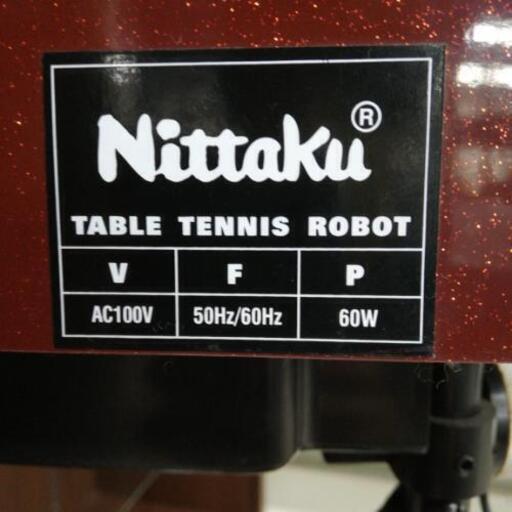 Nittaku®
TABLE TENNIS ROBOT
V F P
AC100V 50Hz/60Hz 60W